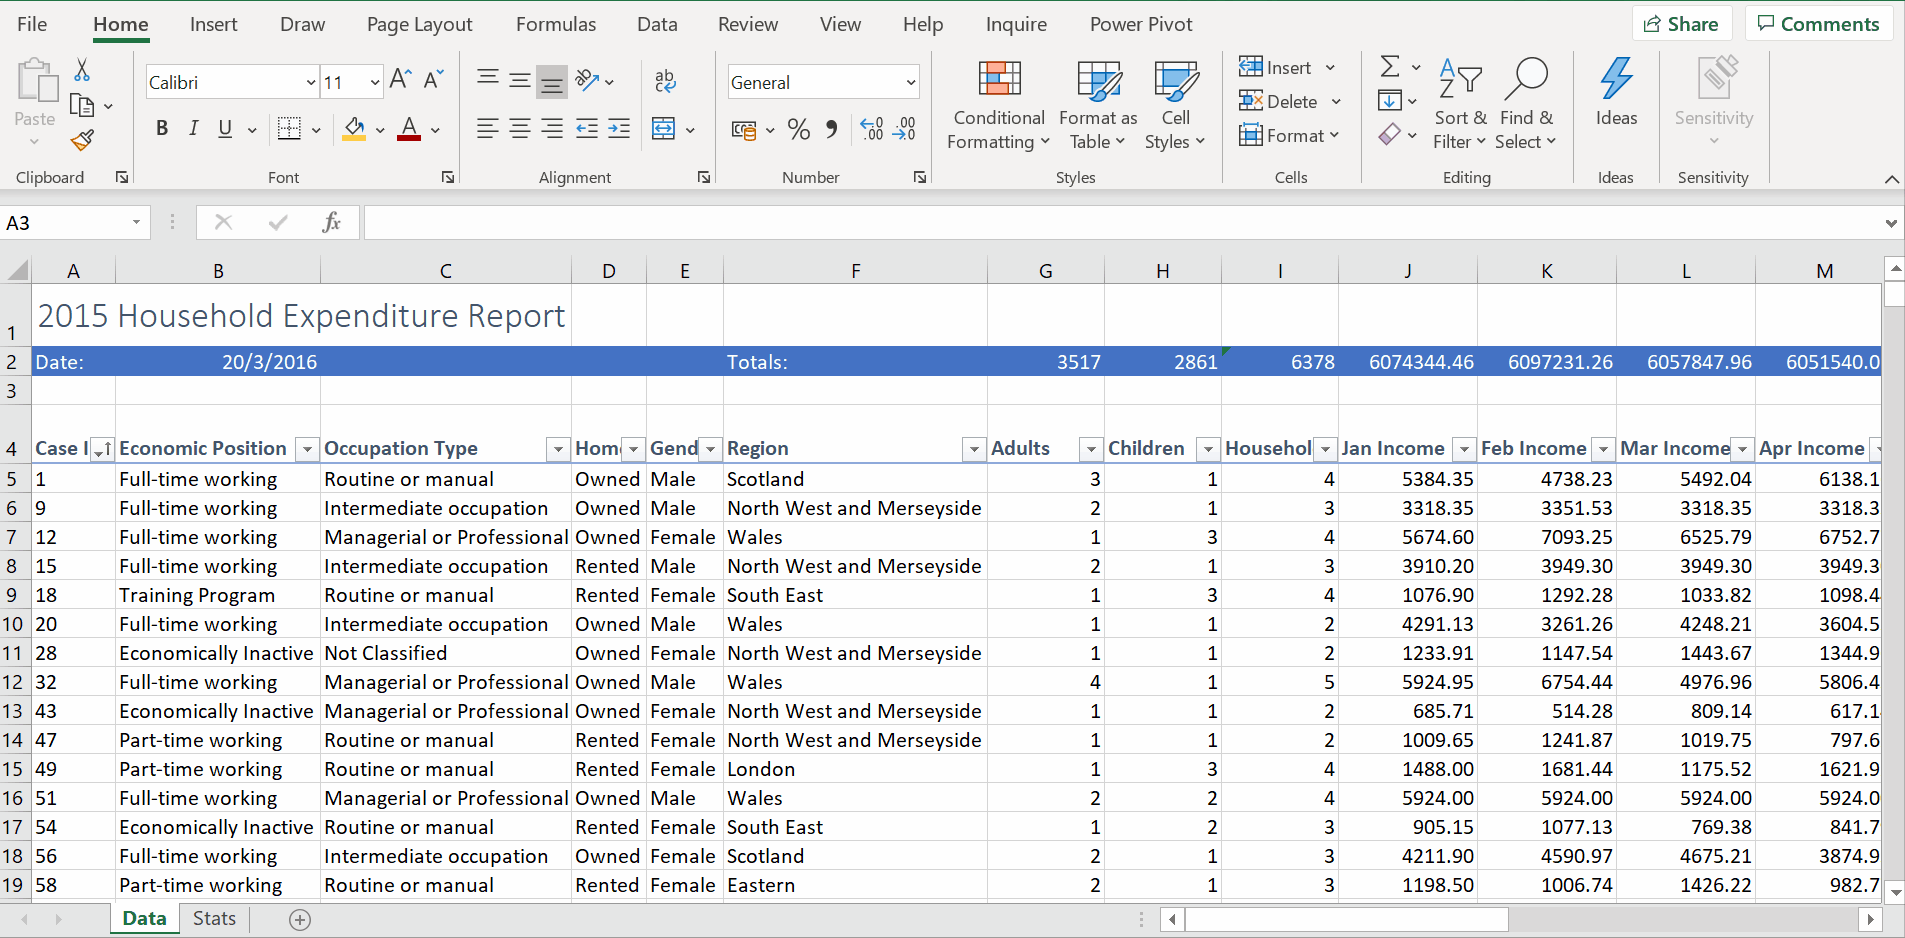 File Home Insert Draw Page Layout Formulas Data Review View Help Inquire Power Pivot Share Comments
Calibri 11 General
Paste
B I U
Conditional Formatting
Format as Table
Cell Styles
Insert
Delete
Format
Sort & Filter
Find & Select
Ideas
Sensitivity
Clipboard Font Alignment Number Styles Cells Editing Ideas Sensitivity
A3 fx
A B C D E F G H I J K L M
1 2015 Household Expenditure Report
2 Date: 20/3/2016 Totals: 3517 2861 6378 6074344.46 6097231.26 6057847.96 6051540.0
3
4 Case I Economic Position Occupation Type Hom Gend Region Adults Children Househol Jan Income Feb Income Mar Income Apr Income
5 1 Full-time working Routine or manual Owned Male Scotland 3 1 4 5384.35 4738.23 5492.04 6138.1
6 9 Full-time working Intermediate occupation Owned Male North West and Merseyside 2 1 3 3318.35 3351.53 3318.35 3318.3
7 12 Full-time working Managerial or Professional Owned Female Wales 1 3 4 5674.60 7093.25 6525.79 6752.7
8 15 Full-time working Intermediate occupation Rented Male North West and Merseyside 2 1 3 3910.20 3949.30 3949.30 3949.3
9 18 Training Program Routine or manual Rented Female South East 1 3 4 1076.90 1292.28 1033.82 1098.4
10 20 Full-time working Intermediate occupation Owned Male Wales 1 1 2 4291.13 3261.26 4248.21 3604.5
11 28 Economically Inactive Not Classified Owned Female North West and Merseyside 1 1 2 1233.91 1147.54 1443.67 1344.9
12 32 Full-time working Managerial or Professional Owned Male Wales 4 1 5 5924.95 6754.44 4976.96 5806.4
13 43 Economically Inactive Managerial or Professional Owned Female North West and Merseyside 1 1 2 685.71 514.28 809.14 617.1
14 47 Part-time working Routine or manual Rented Female North West and Merseyside 1 1 2 1009.65 1241.87 1019.75 797.6
15 49 Part-time working Routine or manual Rented Female London 1 3 4 1488.00 1681.44 1175.52 1621.9
16 51 Full-time working Managerial or Professional Owned Male Wales 2 2 4 5924.00 5924.00 5924.00 5924.0
17 54 Economically Inactive Routine or manual Rented Female South East 1 2 3 905.15 1077.13 769.38 841.7
18 56 Full-time working Intermediate occupation Owned Female Scotland 2 1 3 4211.90 4590.97 4675.21 3874.9
19 58 Part-time working Routine or manual Rented Female Eastern 2 1 3 1198.50 1006.74 1426.22 982.7
Data Stats